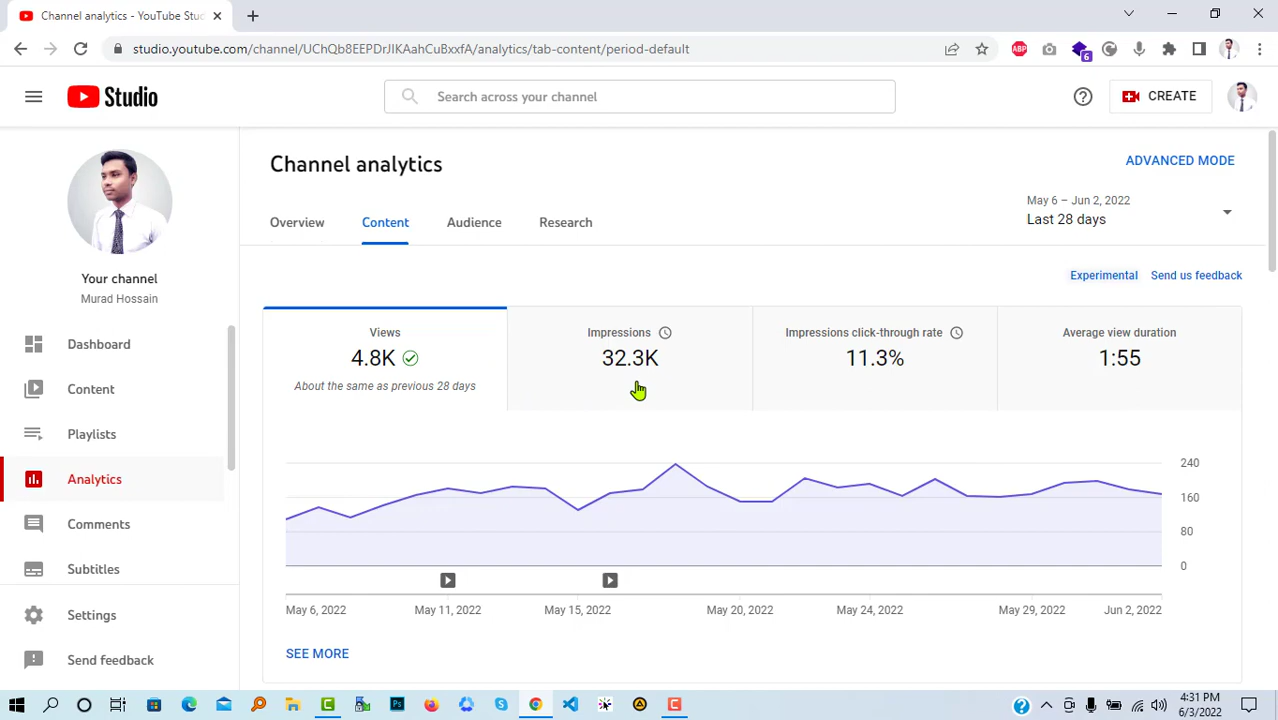 Channel analytics - YouTube Stuc
studio.youtube.com/channel/UChQb8EEPDrJIKAahCuBxxfA/analytics/tab-content/period-default
ABP
6
Studio
Search across your channel
CREATE
Your channel
Murad Hossain
Dashboard
Content
Playlists
Analytics
Comments
Subtitles
Settings
Send feedback
Channel analytics
ADVANCED MODE
Overview
Content
Audience
Research
May 6 – Jun 2, 2022
Last 28 days
Experimental
Send us feedback
Views
4.8K
About the same as previous 28 days
Impressions
32.3K
Impressions click-through rate
11.3%
Average view duration
1:55
240
160
80
0
May 6, 2022
May 11, 2022
May 15, 2022
May 20, 2022
May 24, 2022
May 29, 2022
Jun 2, 2022
SEE MORE
Ps
4:31 PM
6/3/2022